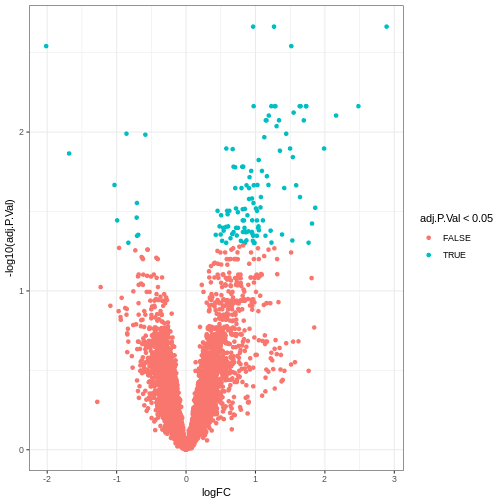 -log10(adj.P.Val)
2
1
0
-2 -1 0 1 2 3
logFC
adj.P.Val < 0.05
FALSE
TRUE